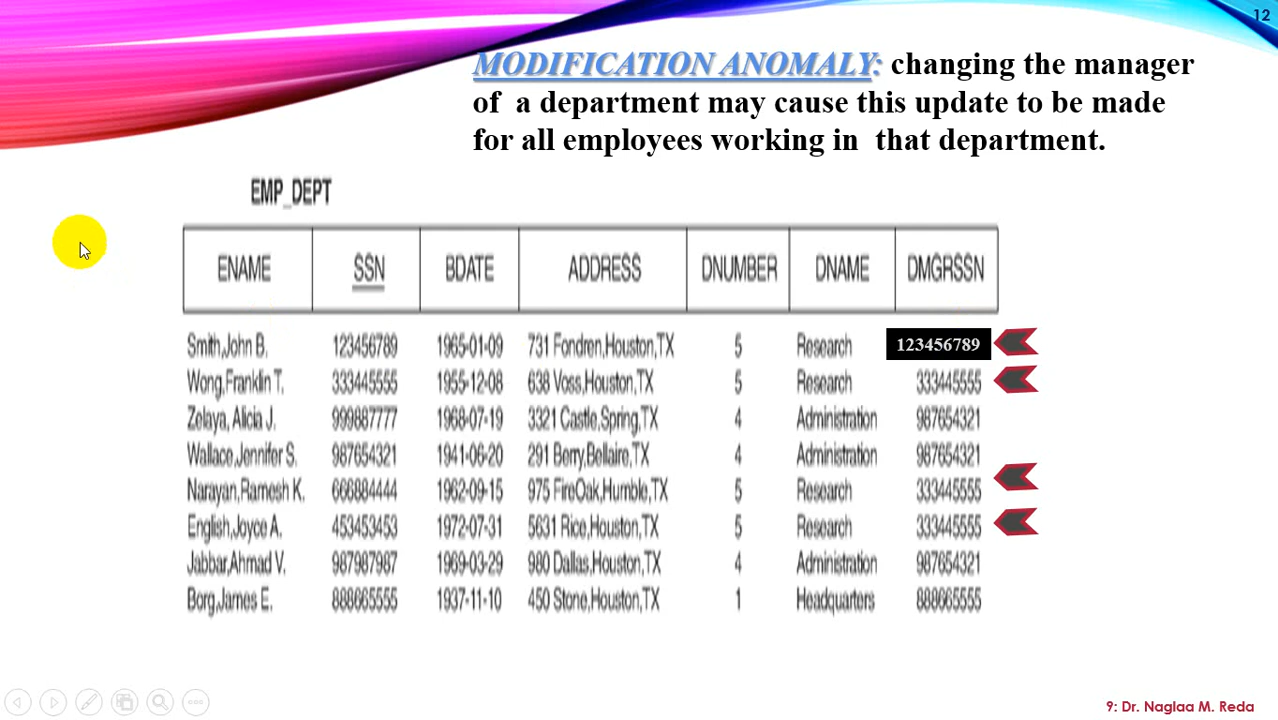 12
MODIFICATION ANOMALY: changing the manager
of a department may cause this update to be made
for all employees working in that department.
EMP_DEPT
ENAME SSN BDATE ADDRESS DNUMBER DNAME DMGRSSN
Smith,John B. 123456789 1965-01-09 731 Fondren,Houston,TX 5 Research 123456789
Wong,Franklin T. 333445555 1955-12-08 638 Voss,Houston,TX 5 Research 333445555
Zelaya, Alicia J. 999887777 1968-07-19 3321 Castle,Spring,TX 4 Administration 987654321
Wallace,Jennifer S. 987654321 1941-06-20 291 Berry,Bellaire,TX 4 Administration 987654321
Narayan,Ramesh K. 666884444 1962-09-15 975 FireOak,Humble,TX 5 Research 333445555
English,Joyce A. 453453453 1972-07-31 5631 Rice,Houston,TX 5 Research 333445555
Jabbar,Ahmad V. 987987987 1969-03-29 980 Dallas,Houston,TX 4 Administration 987654321
Borg,James E. 888665555 1937-11-10 450 Stone,Houston,TX 1 Headquarters 888665555
9: Dr. Naglaa M. Reda